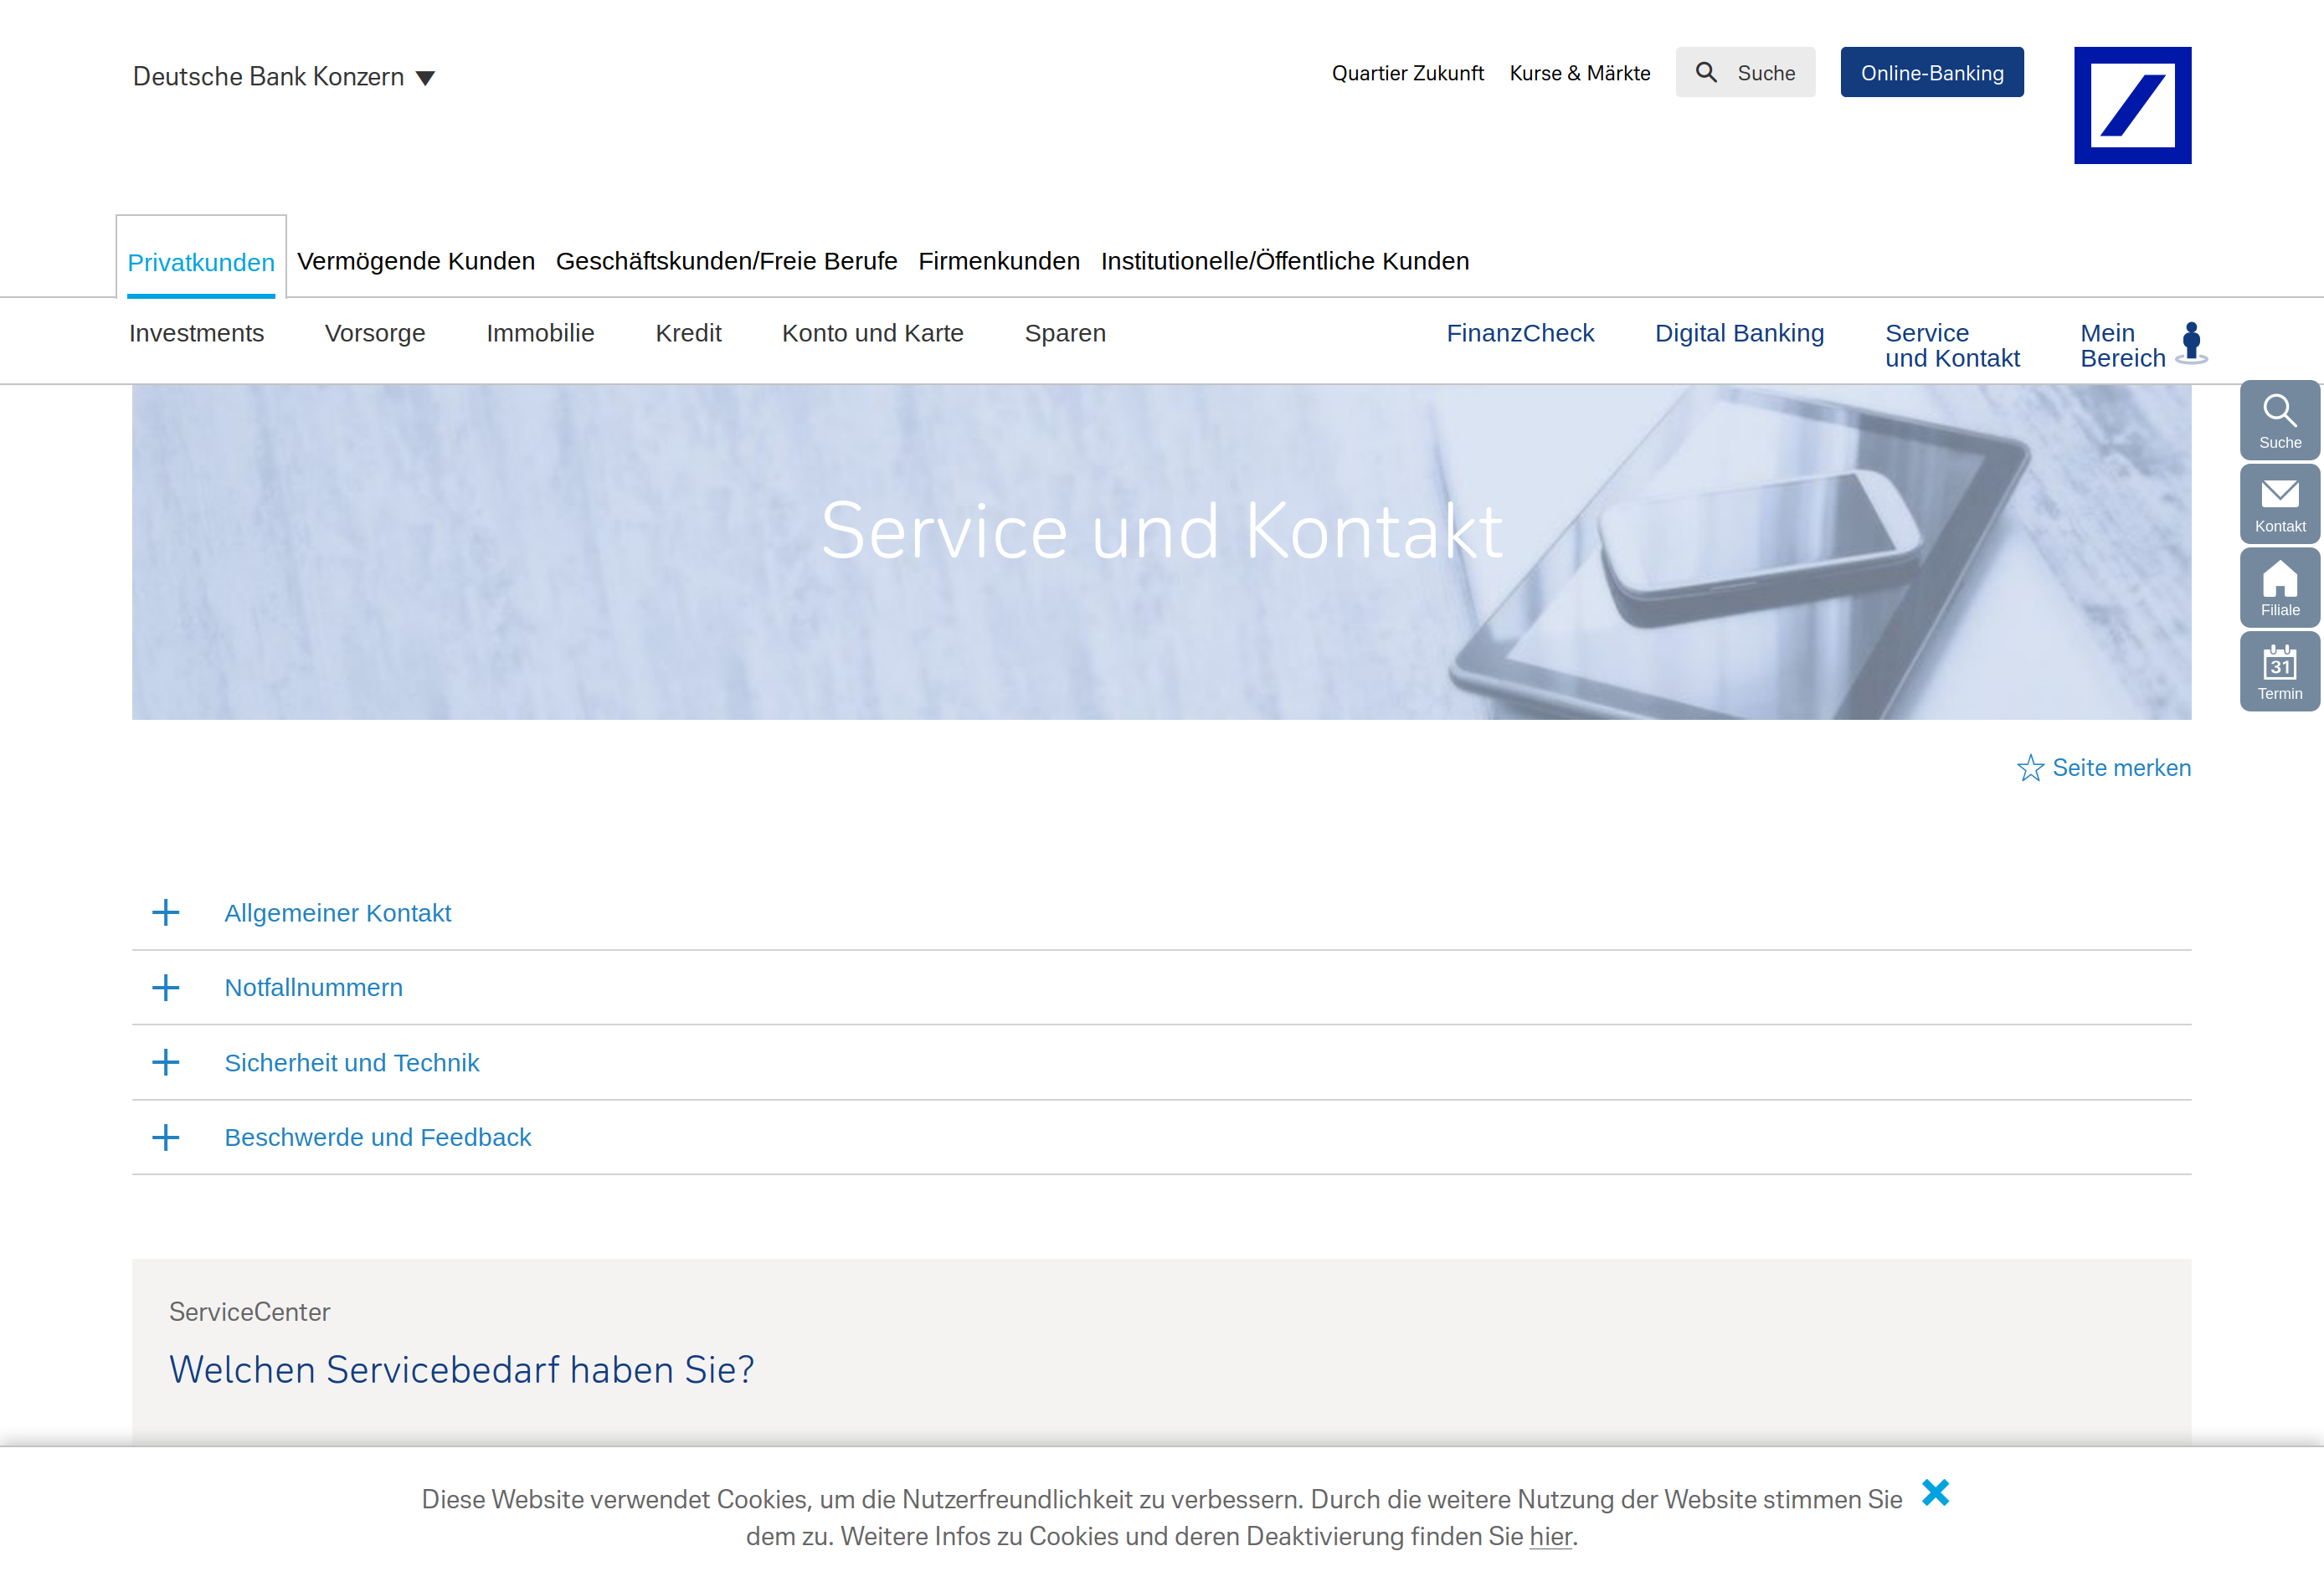 Deutsche Bank Konzern
Quartier Zukunft
Kurse & Märkte
Suche
Online-Banking
Privatkunden
Vermögende Kunden
Geschäftskunden/Freie Berufe
Firmenkunden
Institutionelle/Öffentliche Kunden
Investments
Vorsorge
Immobilie
Kredit
Konto und Karte
Sparen
FinanzCheck
Digital Banking
Service
und Kontakt
Mein
Bereich
Suche
Kontakt
Filiale
31
Termin
Service und Kontakt
Seite merken
Allgemeiner Kontakt
Notfallnummern
Sicherheit und Technik
Beschwerde und Feedback
ServiceCenter
Welchen Servicebedarf haben Sie?
Diese Website verwendet Cookies, um die Nutzerfreundlichkeit zu verbessern. Durch die weitere Nutzung der Website stimmen Sie
dem zu. Weitere Infos zu Cookies und deren Deaktivierung finden Sie hier.